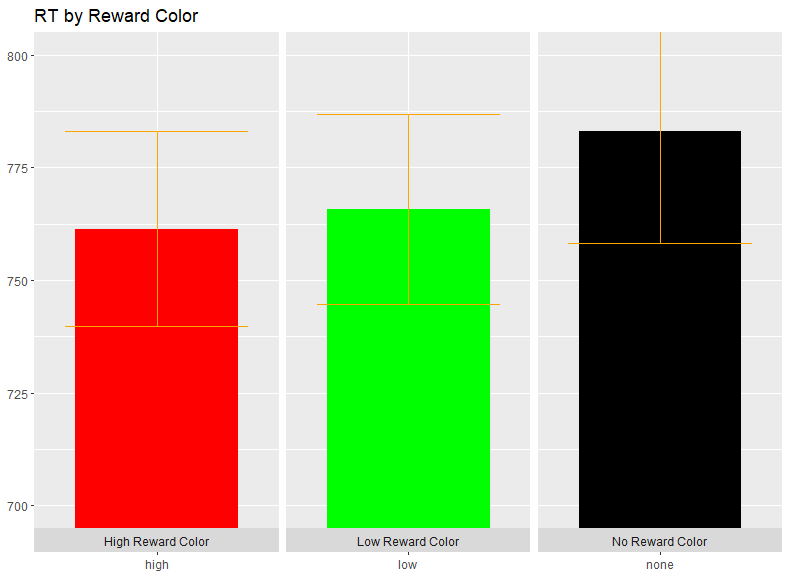 RT by Reward Color
800
775
750
725
700
High Reward Color
Low Reward Color
No Reward Color
high
low
none